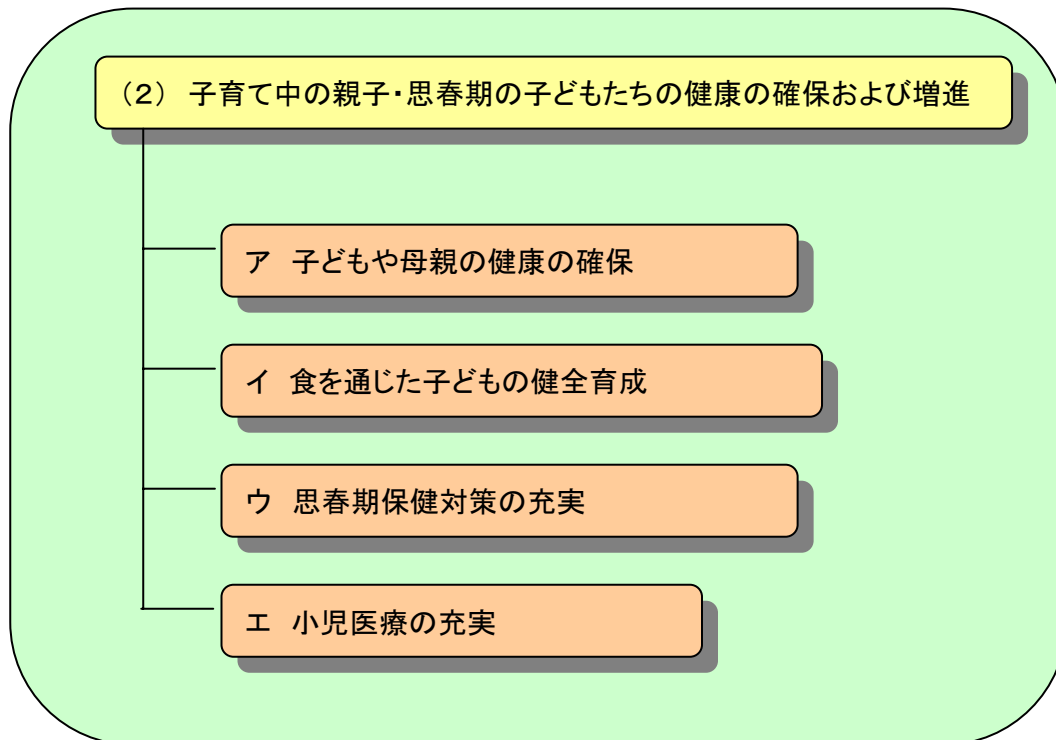 （２） 子育て中の親子・思春期の子どもたちの健康の確保および増進
ア 子どもや母親の健康の確保
イ 食を通じた子どもの健全育成
ウ 思春期保健対策の充実
エ 小児医療の充実